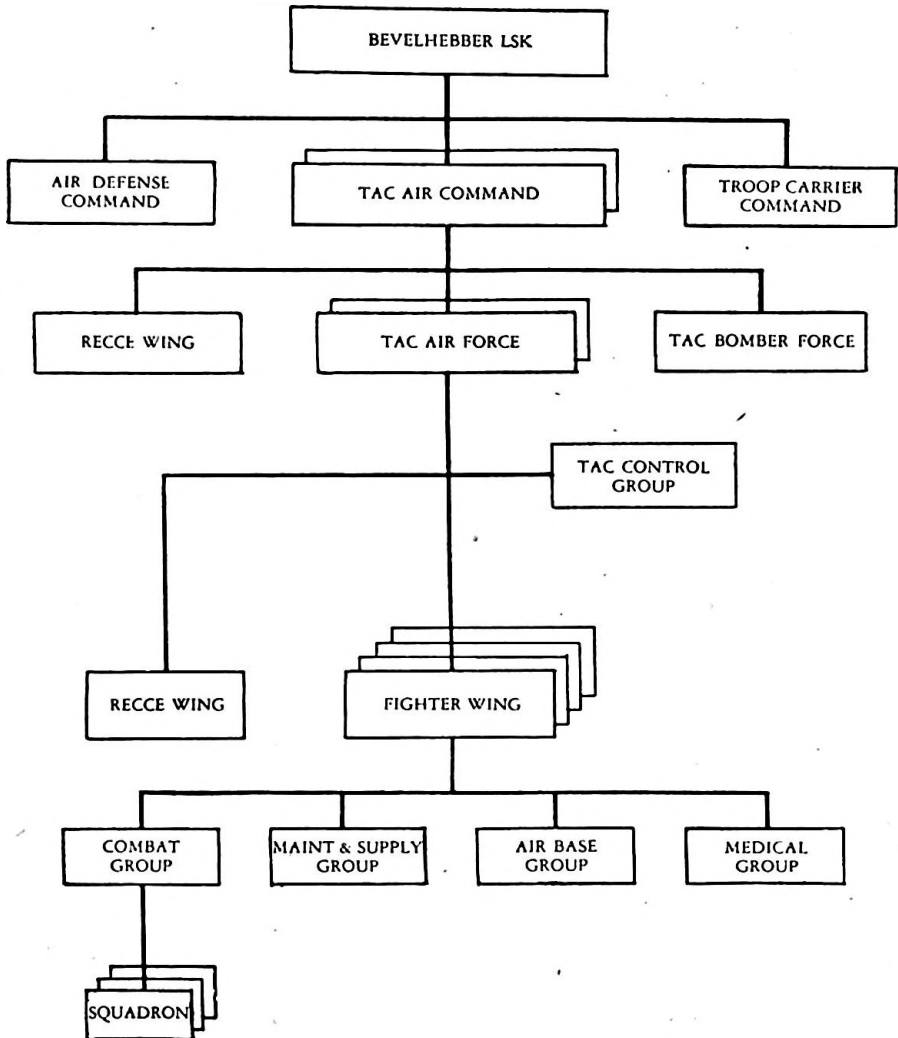 BEVELHEBBER LSK
AIR DEFENSE
COMMAND
TAC AIR COMMAND
TROOP CARRIER
COMMAND
RECCE WING
TAC AIR FORCE
TAC BOMBER FORCE
TAC CONTROL
GROUP
RECCE WING
FIGHTER WING
COMBAT
GROUP
MAINT & SUPPLY
GROUP
AIR BASE
GROUP
MEDICAL
GROUP
SQUADRON